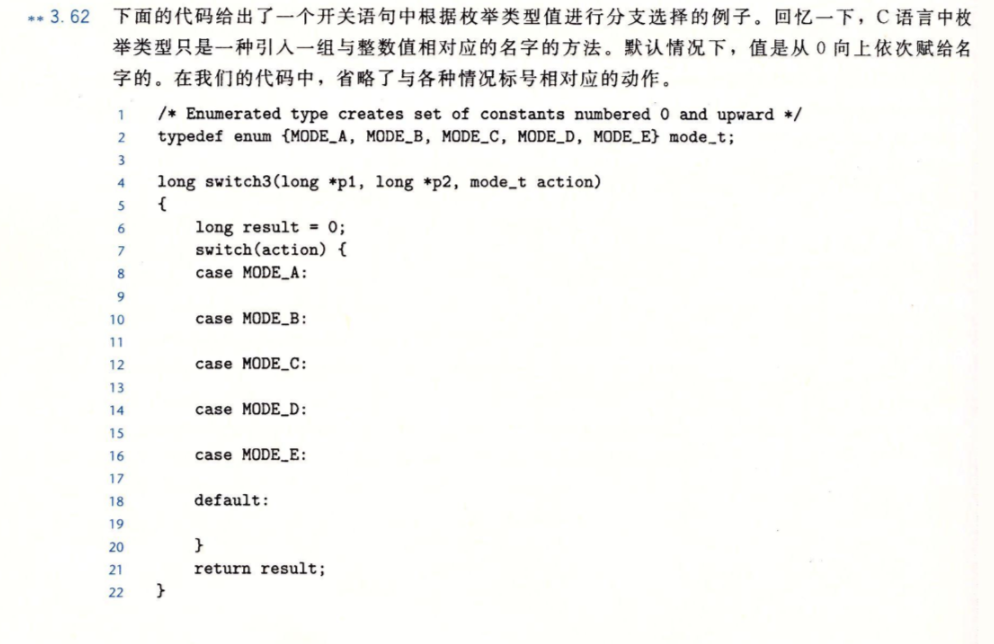 ** 3.62 下面的代码给出了一个开关语句中根据枚举类型值进行分支选择的例子。回忆一下，C 语言中枚
举类型只是一种引入一组与整数值相对应的名字的方法。默认情况下，值是从 0 向上依次赋给名
字的。在我们的代码中，省略了与各种情况标号相对应的动作。
1 /* Enumerated type creates set of constants numbered 0 and upward */
2 typedef enum {MODE_A, MODE_B, MODE_C, MODE_D, MODE_E} mode_t;
3
4 long switch3(long *p1, long *p2, mode_t action)
5 {
6 long result = 0;
7 switch(action) {
8 case MODE_A:
9
10 case MODE_B:
11
12 case MODE_C:
13
14 case MODE_D:
15
16 case MODE_E:
17
18 default:
19
20 }
21 return result;
22 }